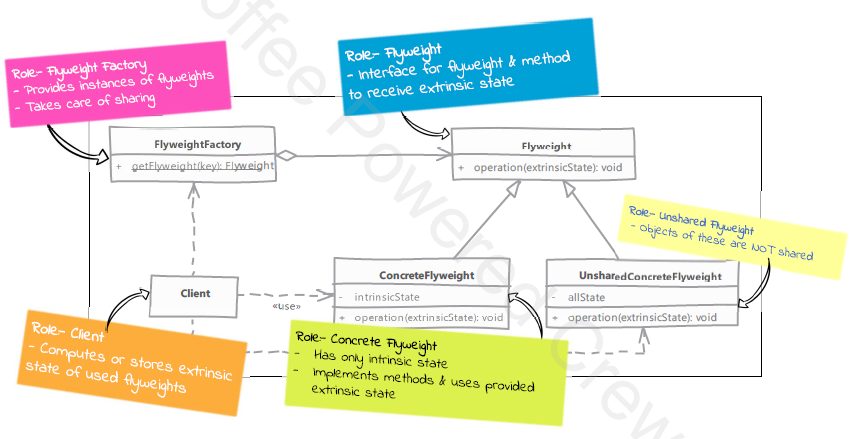 Role- Flyweight Factory
- Provides instances of flyweights
- Takes care of sharing
Role- Flyweight
- Interface for flyweight & method
to receive extrinsic state
FlyweightFactory
+ getFlyweight(key): Flyweight
Flyweight
+ operation(extrinsicState): void
Role- Unshared Flyweight
- Objects of these are NOT shared
Client
«use»
ConcreteFlyweight
- intrinsicState
+ operation(extrinsicState): void
UnsharedConcreteFlyweight
- allState
+ operation(extrinsicState): void
Role- Client
- Computes or stores extrinsic
state of used flyweights
Role- Concrete Flyweight
- Has only intrinsic state
- Implements methods & uses provided
extrinsic state
offee Powered Crew